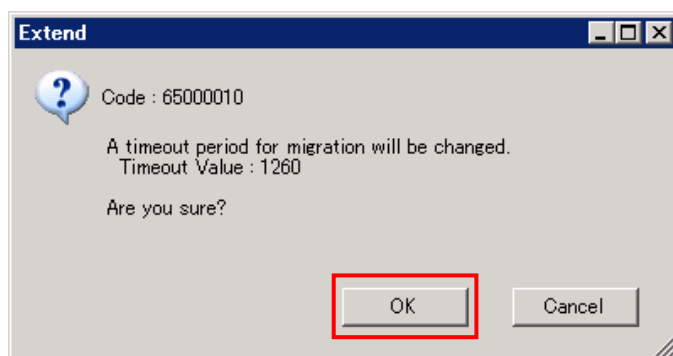 Extend
Code : 65000010
A timeout period for migration will be changed.
Timeout Value : 1260
Are you sure?
OK
Cancel